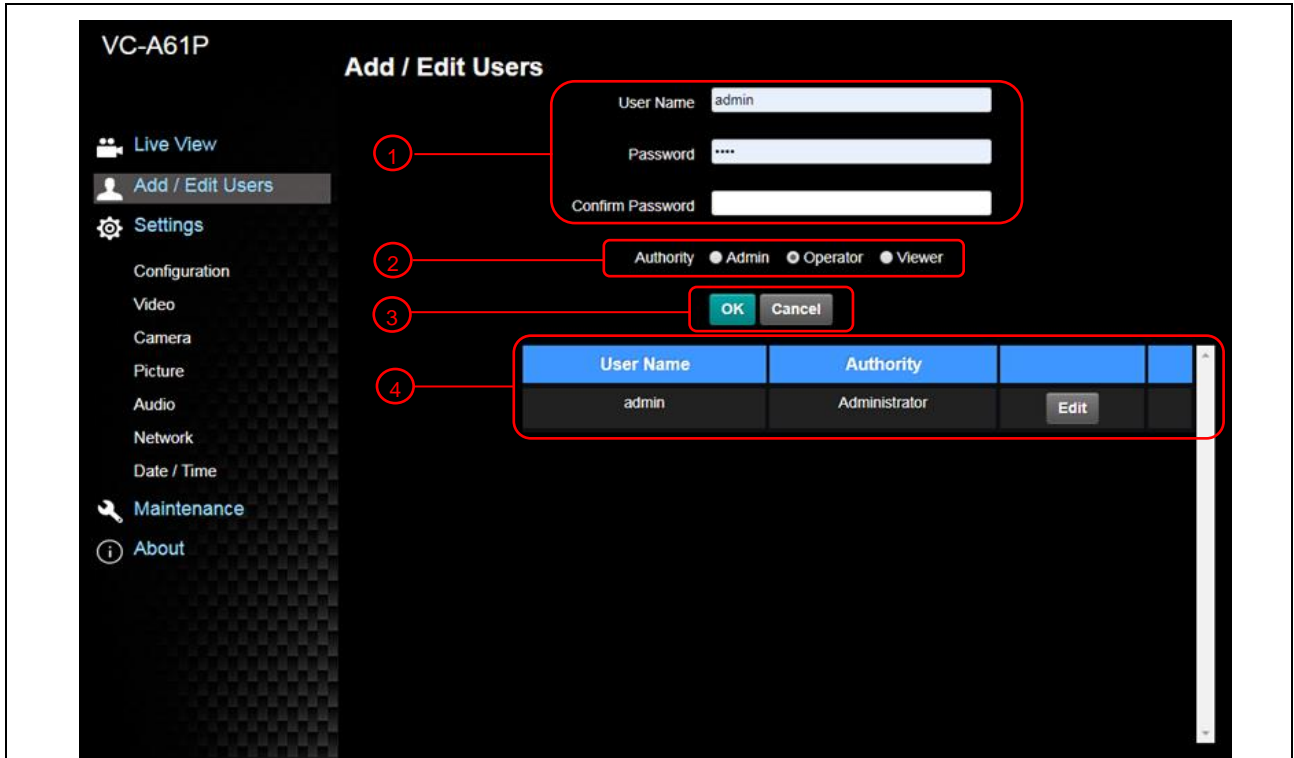 VC-A61P
Add / Edit Users
User Name admin
Password ••••
Confirm Password
Authority Admin Operator Viewer
OK Cancel
User Name Authority
admin Administrator Edit
Live View
Add / Edit Users
Settings
Configuration
Video
Camera
Picture
Audio
Network
Date / Time
Maintenance
About
1
2
3
4